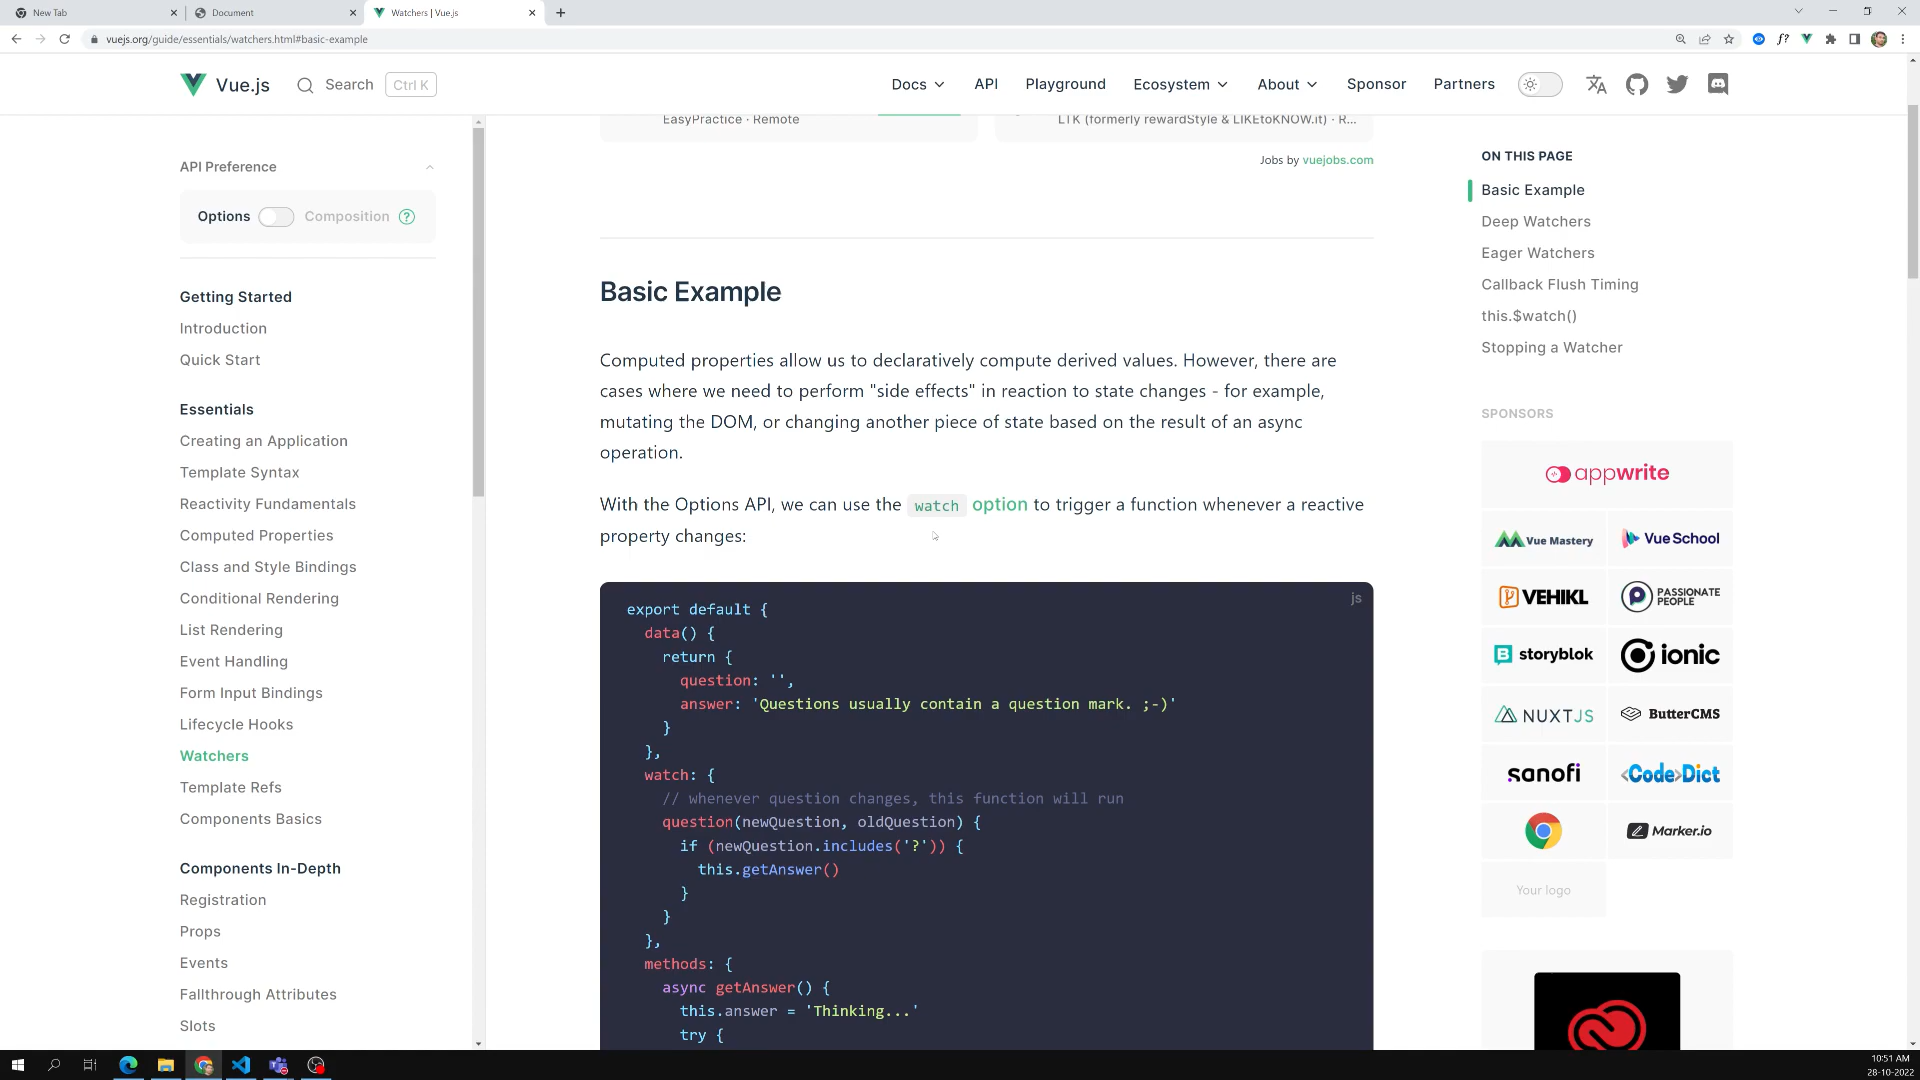 New Tab
Document
Watchers | Vue.js
vuejs.org/guide/essentials/watchers.html#basic-example
Vue.js
Search
Ctrl K
Docs
API
Playground
Ecosystem
About
Sponsor
Partners
API Preference
Options
Composition
?
Getting Started
Introduction
Quick Start
Essentials
Creating an Application
Template Syntax
Reactivity Fundamentals
Computed Properties
Class and Style Bindings
Conditional Rendering
List Rendering
Event Handling
Form Input Bindings
Lifecycle Hooks
Watchers
Template Refs
Components Basics
Components In-Depth
Registration
Props
Events
Fallthrough Attributes
Slots
EasyPractice · Remote
LTK (formerly rewardStyle & LIKEtoKNOW.it) · R...
Jobs by vuejobs.com
Basic Example
Computed properties allow us to declaratively compute derived values. However, there are
cases where we need to perform "side effects" in reaction to state changes - for example,
mutating the DOM, or changing another piece of state based on the result of an async
operation.
With the Options API, we can use the watch option to trigger a function whenever a reactive
property changes:
js
export default {
data() {
return {
question: '',
answer: 'Questions usually contain a question mark. ;-)'
}
},
watch: {
// whenever question changes, this function will run
question(newQuestion, oldQuestion) {
if (newQuestion.includes('?')) {
this.getAnswer()
}
}
},
methods: {
async getAnswer() {
this.answer = 'Thinking...'
try {
ON THIS PAGE
Basic Example
Deep Watchers
Eager Watchers
Callback Flush Timing
this.$watch()
Stopping a Watcher
SPONSORS
appwrite
Vue Mastery
Vue School
VEHIKL
PASSIONATE
PEOPLE
storyblok
ionic
NUXTJS
ButterCMS
sanofi
<Code>Dict
Marker.io
Your logo
10:51 AM
28-10-2022